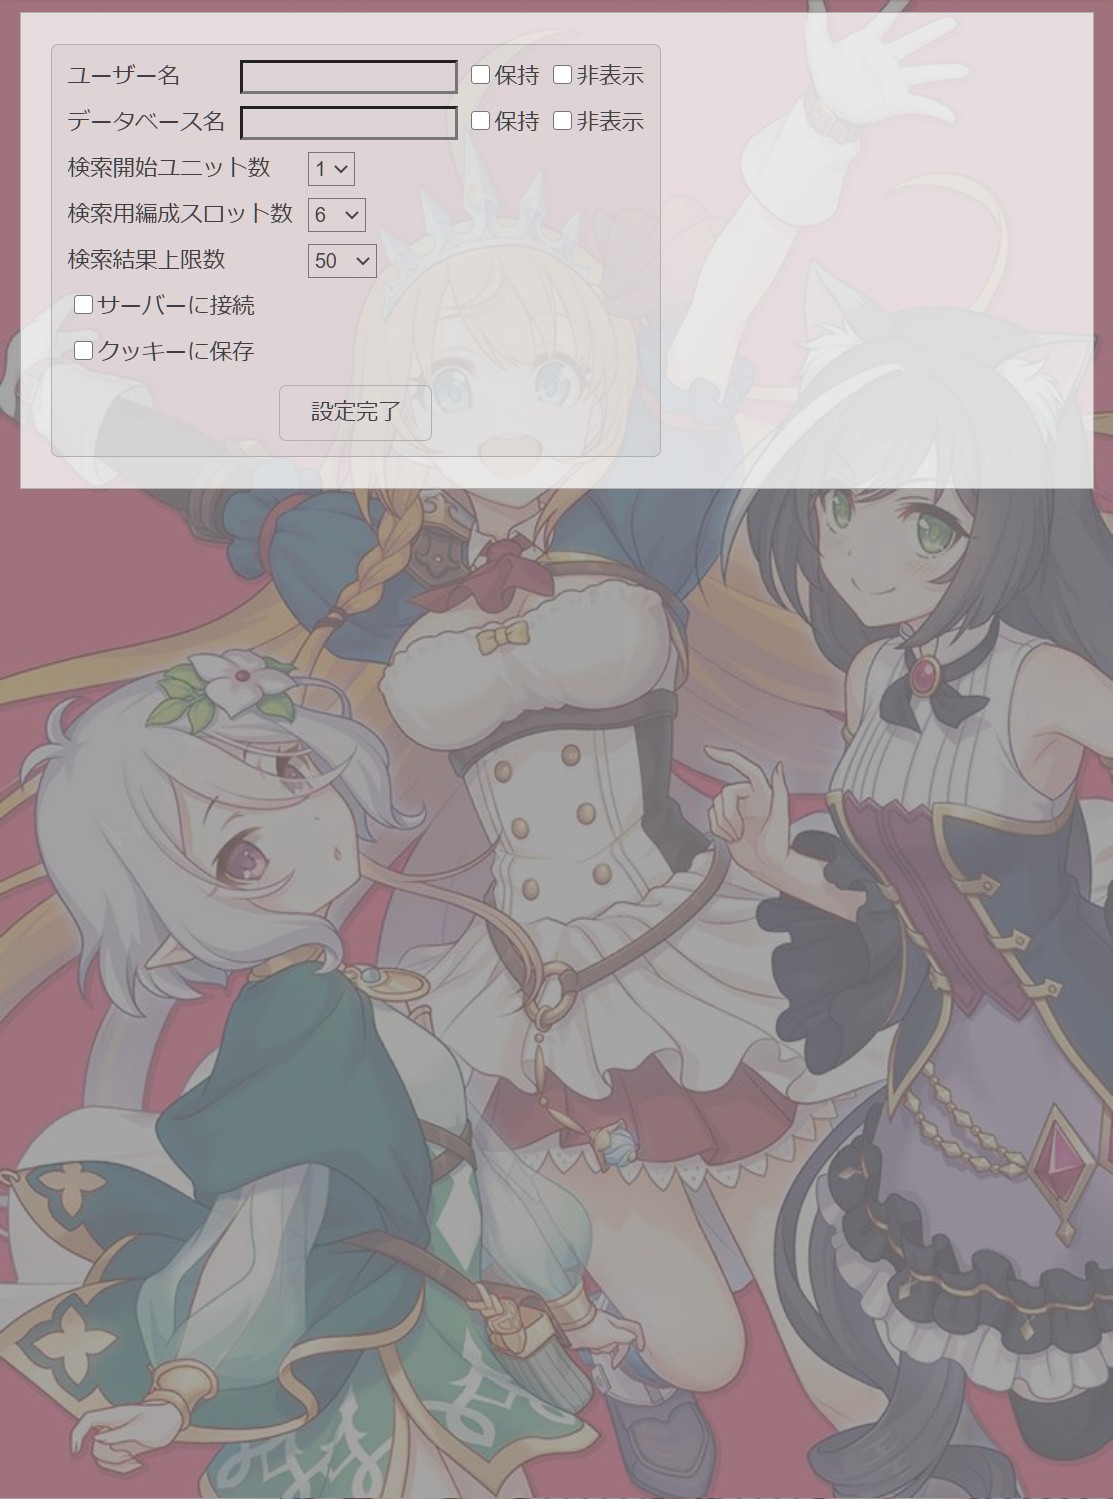 ユーザー名 保持 非表示
データベース名 保持 非表示
検索開始ユニット数 1
検索用編成スロット数 6
検索結果上限数 50
サーバーに接続
クッキーに保存
設定完了